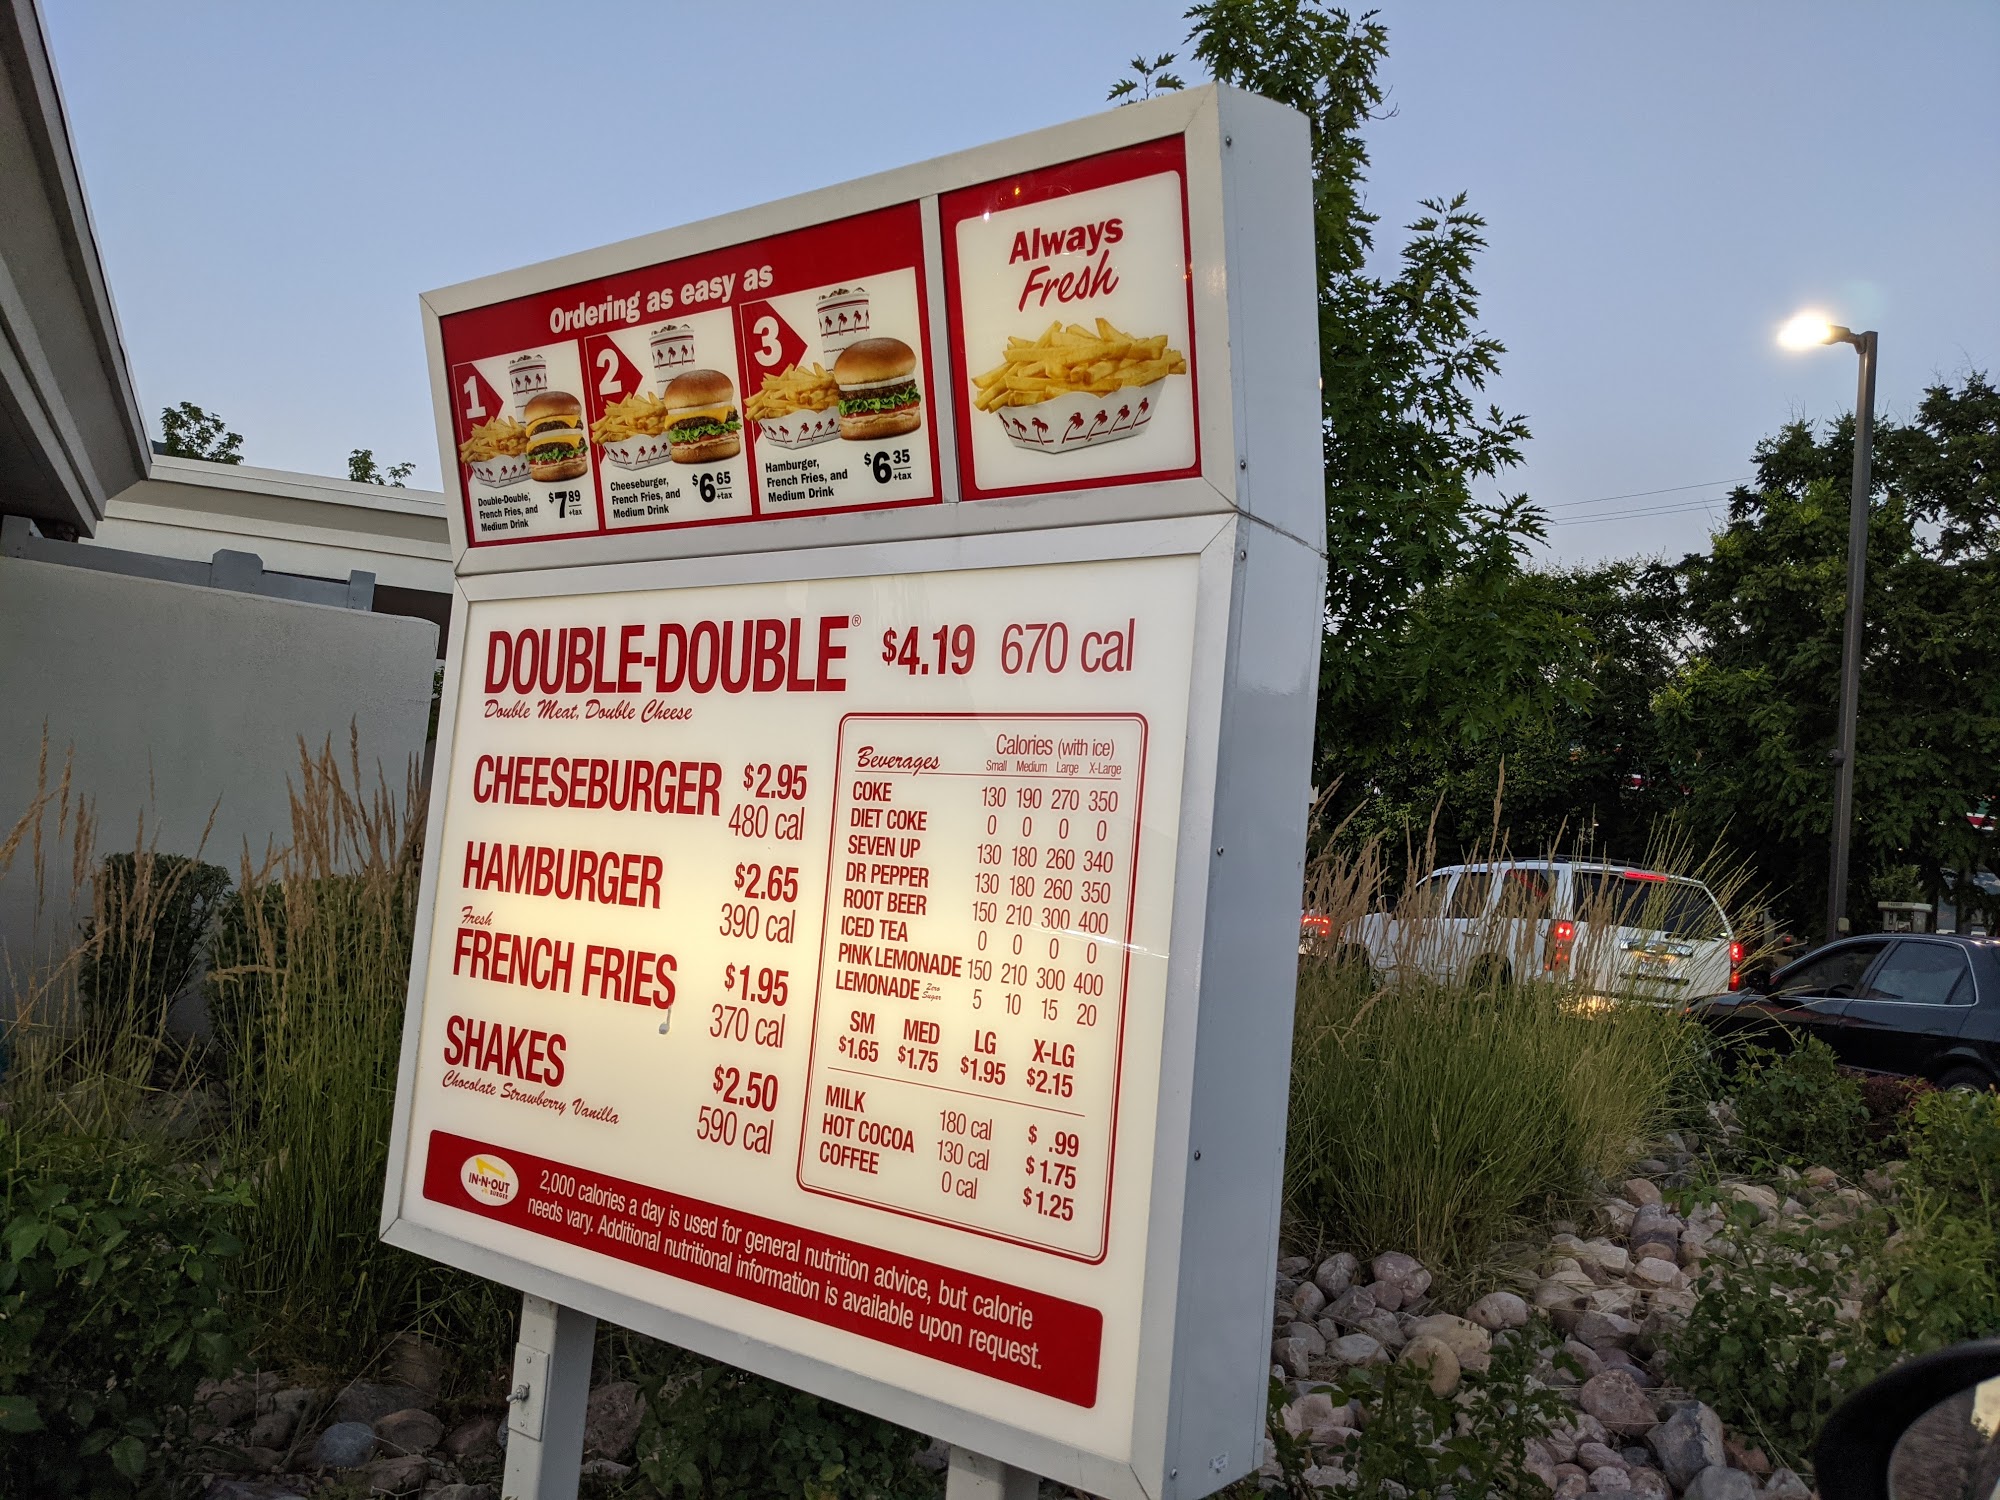 Ordering as easy as
1
Double-Double,
French Fries, and
Medium Drink
$7 89
+tax
2
Cheeseburger,
French Fries, and
Medium Drink
$6 65
+tax
3
Hamburger,
French Fries, and
Medium Drink
$6 35
+tax
Always
Fresh
DOUBLE-DOUBLE® $4.19 670 cal
Double Meat, Double Cheese
CHEESEBURGER $2.95
480 cal
HAMBURGER $2.65
390 cal
Fresh
FRENCH FRIES $1.95
370 cal
SHAKES $2.50
Chocolate Strawberry Vanilla 590 cal
Beverages Calories (with ice)
Small Medium Large X-Large
COKE 130 190 270 350
DIET COKE 0 0 0 0
SEVEN UP 130 180 260 340
DR PEPPER 130 180 260 350
ROOT BEER 150 210 300 400
ICED TEA 0 0 0 0
PINK LEMONADE 150 210 300 400
LEMONADE Zero Sugar 5 10 15 20
SM MED LG X-LG
$1.65 $1.75 $1.95 $2.15
MILK 180 cal $ .99
HOT COCOA 130 cal $1.75
COFFEE 0 cal $1.25
IN-N-OUT
BURGER
2,000 calories a day is used for general nutrition advice, but calorie
needs vary. Additional nutritional information is available upon request.